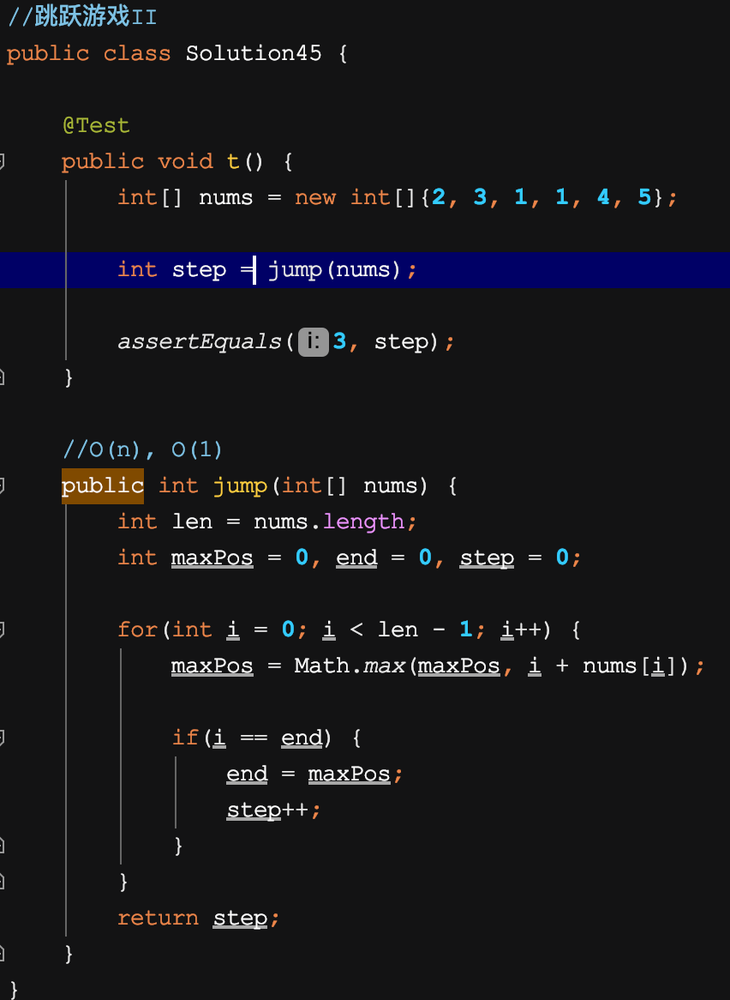 //跳跃游戏II
public class Solution45 {
@Test
public void t() {
int[] nums = new int[]{2, 3, 1, 1, 4, 5};
int step = jump(nums);
assertEquals( i: 3, step);
}
//O(n), O(1)
public int jump(int[] nums) {
int len = nums.length;
int maxPos = 0, end = 0, step = 0;
for(int i = 0; i < len - 1; i++) {
maxPos = Math.max(maxPos, i + nums[i]);
if(i == end) {
end = maxPos;
step++;
}
}
return step;
}
}